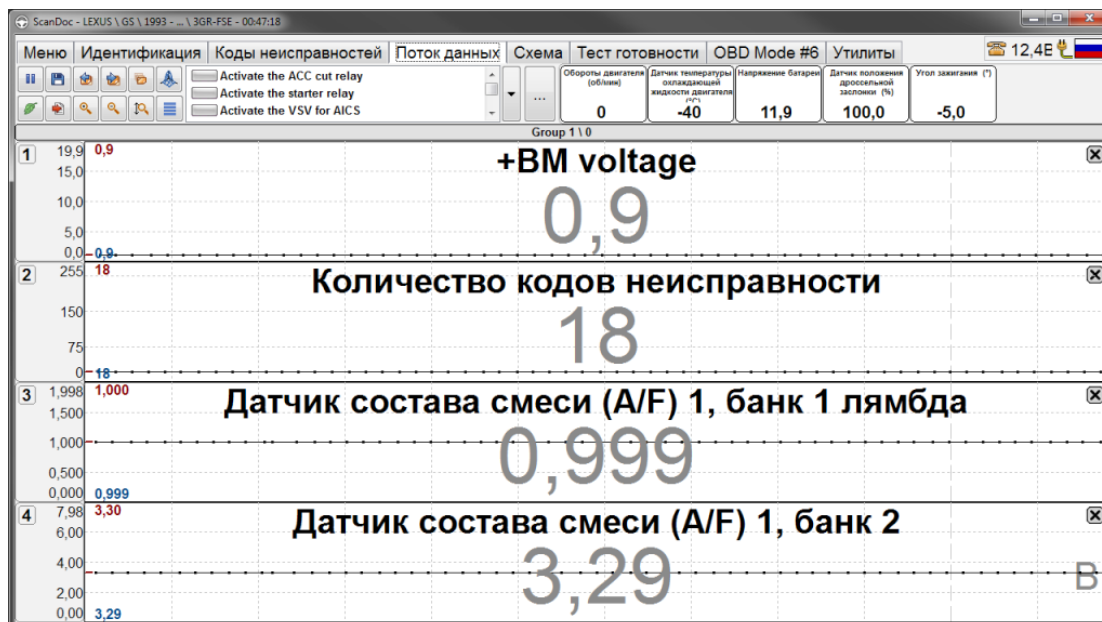 ScanDoc - LEXUS \ GS \ 1993 - ... \ 3GR-FSE - 00:47:18
Меню Идентификация Коды неисправностей Поток данных Схема Тест готовности OBD Mode #6 Утилиты 12,4E
Activate the ACC cut relay
Activate the starter relay
Activate the VSV for AICS
...
Обороты двигателя (об/мин)
0
Датчик температуры охлаждающей жидкости двигателя (°C)
-40
Напряжение батареи
11,9
Датчик положения дроссельной заслонки (%)
100,0
Угол зажигания (°)
-5,0
Group 1 \ 0
1
19,9
15,0
10,0
5,0
0,0
0,9
+BM voltage
0,9
0,9
2
255
150
75
0
18
Количество кодов неисправности
18
18
3
1,998
1,500
1,000
0,500
0,000
1,000
Датчик состава смеси (A/F) 1, банк 1 лямбда
0,999
0,999
4
7,98
6,00
4,00
2,00
0,00
3,30
Датчик состава смеси (A/F) 1, банк 2
3,29
В
3,29